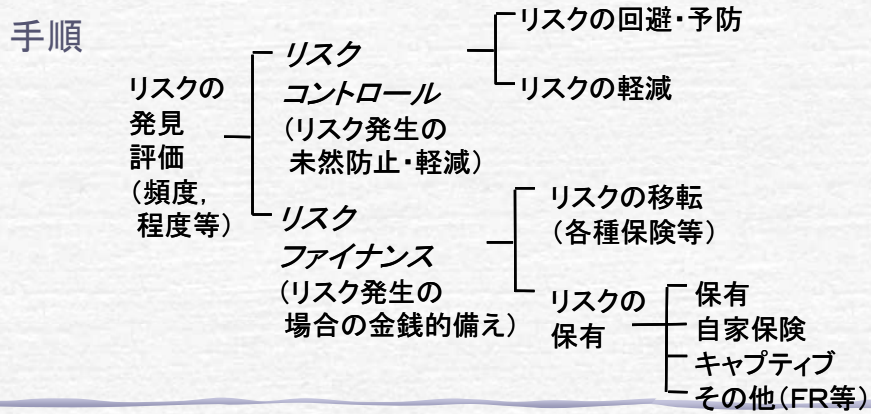 手順
リスクの
発見
評価
（頻度，
程度等）
リスク
コントロール
（リスク発生の
未然防止・軽減）
リスクの回避・予防
リスクの軽減
リスク
ファイナンス
（リスク発生の
場合の金銭的備え）
リスクの移転
（各種保険等）
リスクの
保有
保有
自家保険
キャプティブ
その他（ＦＲ等）